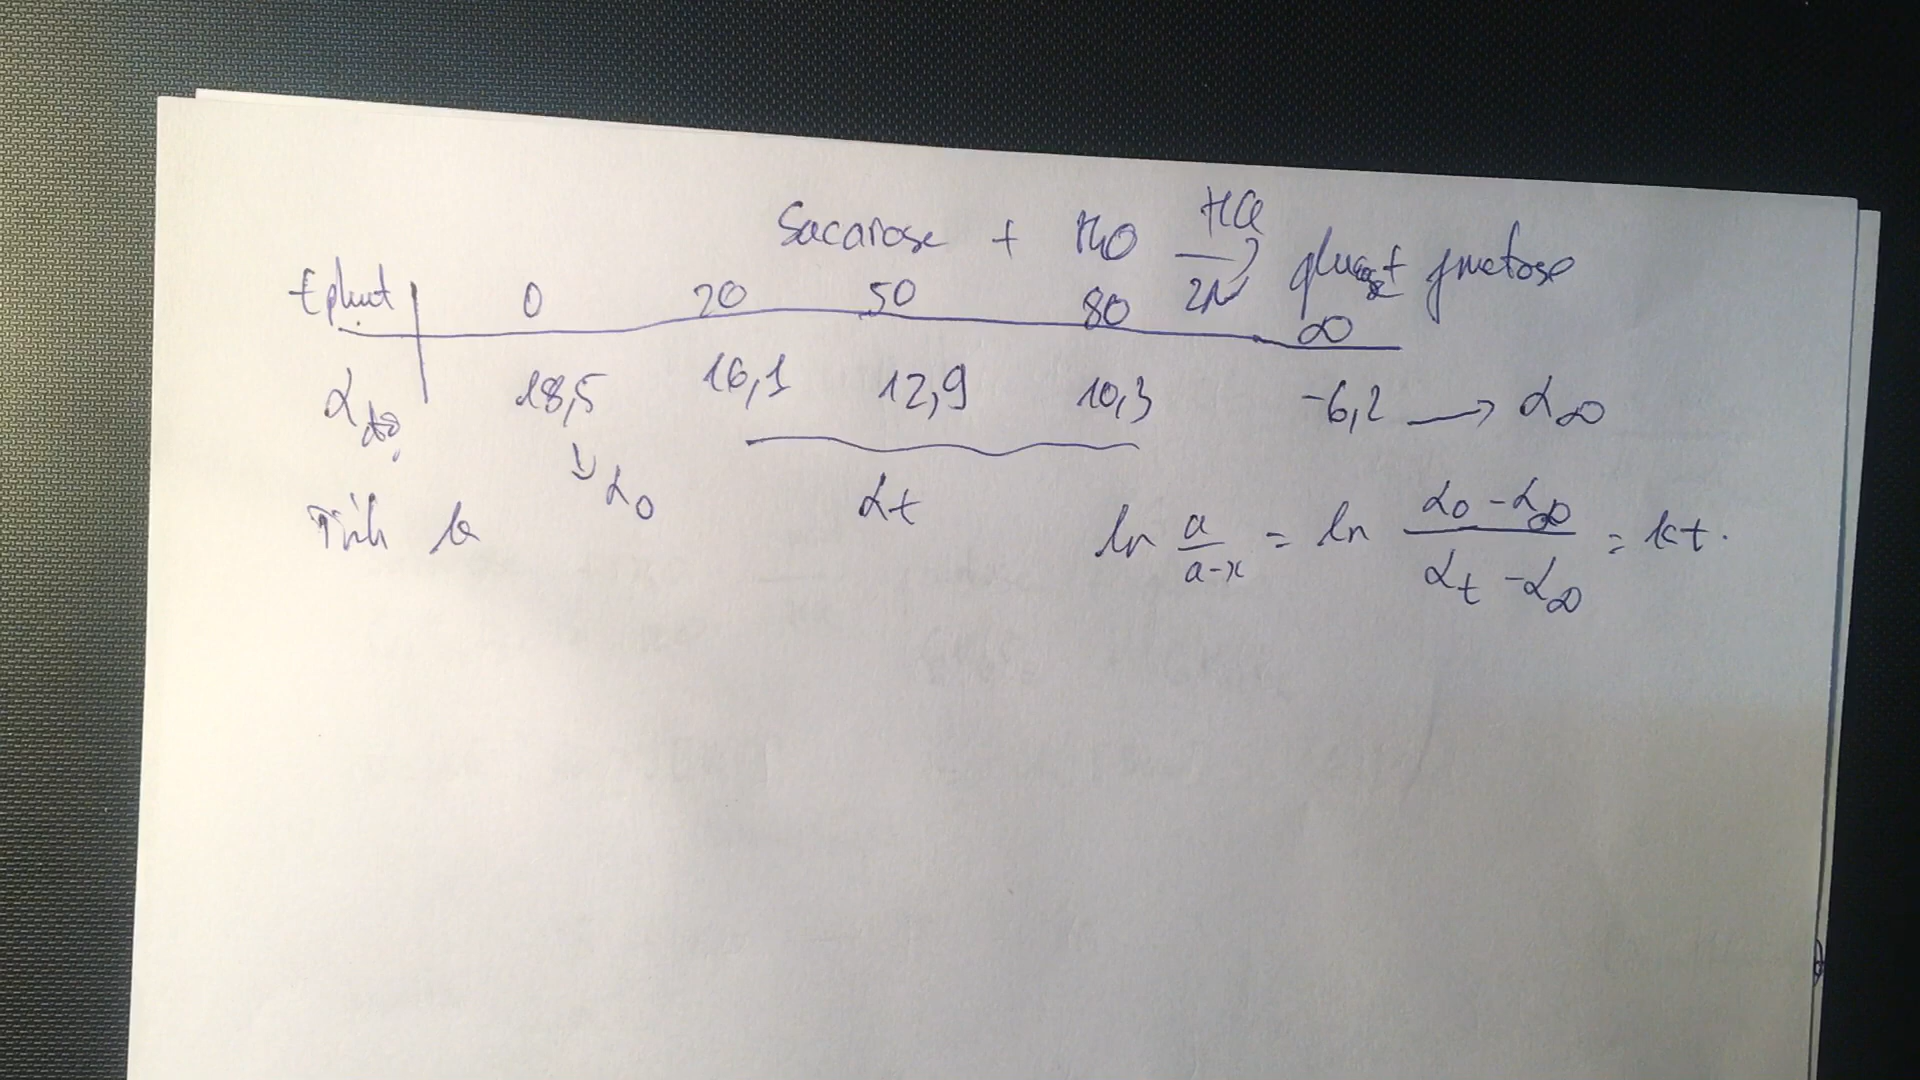 Sacarose + H2O HCl → 2N glucose + fructose
t phút 0 20 50 80 ∞
α độ 18,5 16,1 12,9 10,3 -6,2 → α∞
↓ α0 αt
Tính k ln a/a-x = ln α0 - α∞ / αt - α∞ = kt.